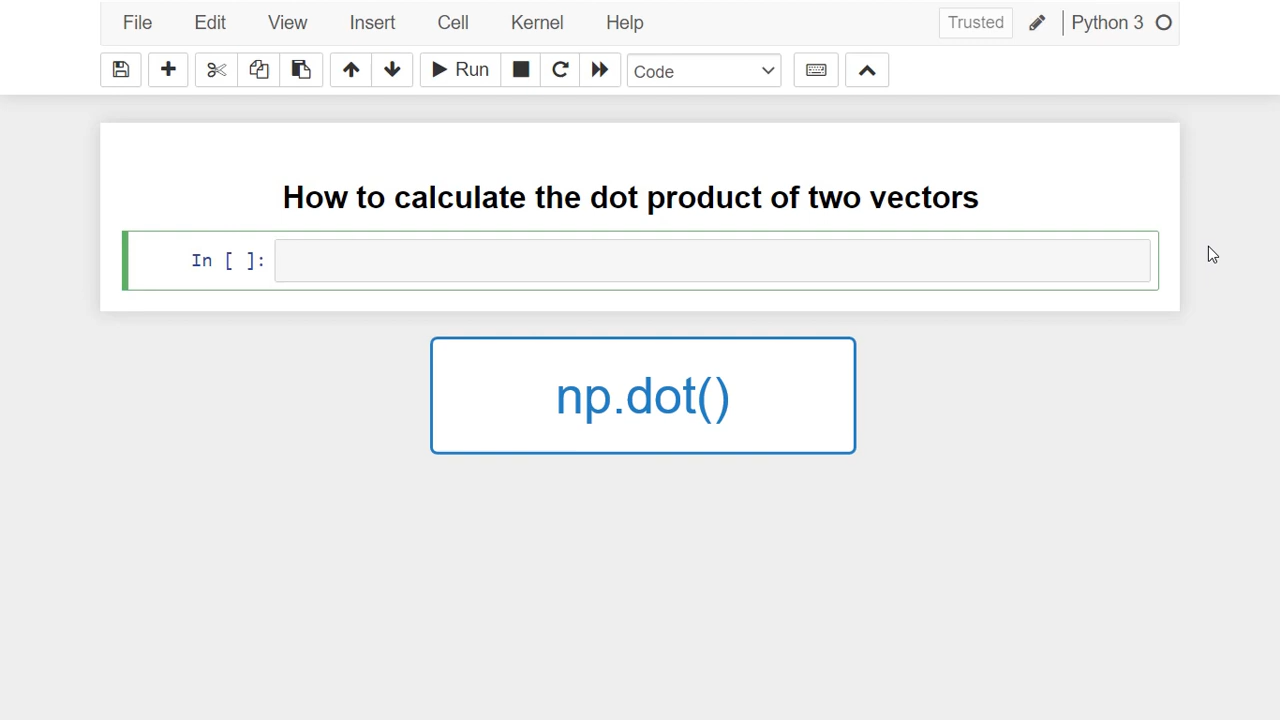 File Edit View Insert Cell Kernel Help Trusted Python 3
Run Code
How to calculate the dot product of two vectors
In [ ]:
np.dot()